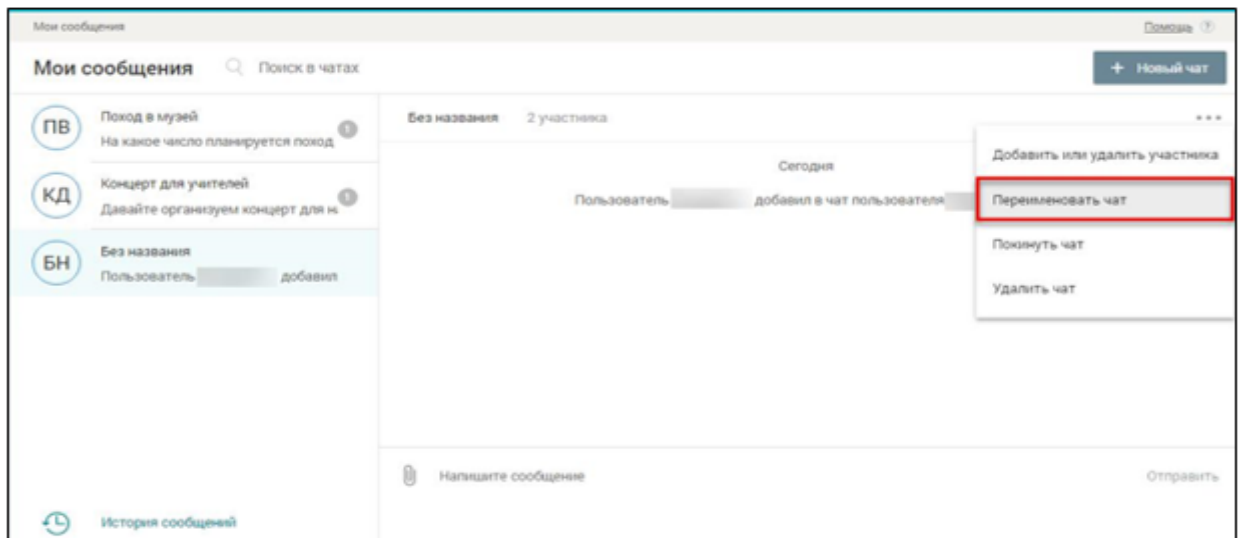 Мои сообщения
Помощь ?
Мои сообщения
Поиск в чатах
+ Новый чат
ПВ
Поход в музей
На какое число планируется поход
1
КД
Концерт для учителей
Давайте организуем концерт для н
1
БН
Без названия
Пользователь добавил
История сообщений
Без названия 2 участника
Сегодня
Пользователь добавил в чат пользователя
Добавить или удалить участника
Переименовать чат
Покинуть чат
Удалить чат
Напишите сообщение
Отправить